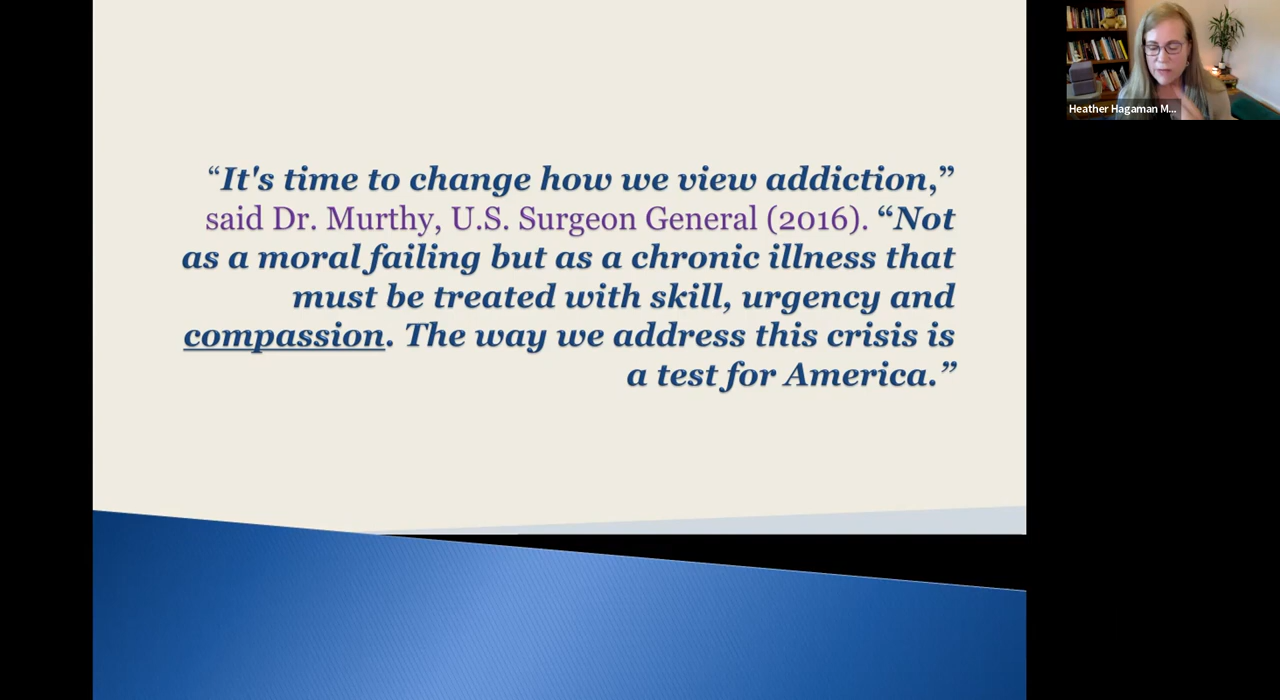 “It's time to change how we view addiction,”
said Dr. Murthy, U.S. Surgeon General (2016). “Not
as a moral failing but as a chronic illness that
must be treated with skill, urgency and
compassion. The way we address this crisis is
a test for America.”
Heather Hagaman M...